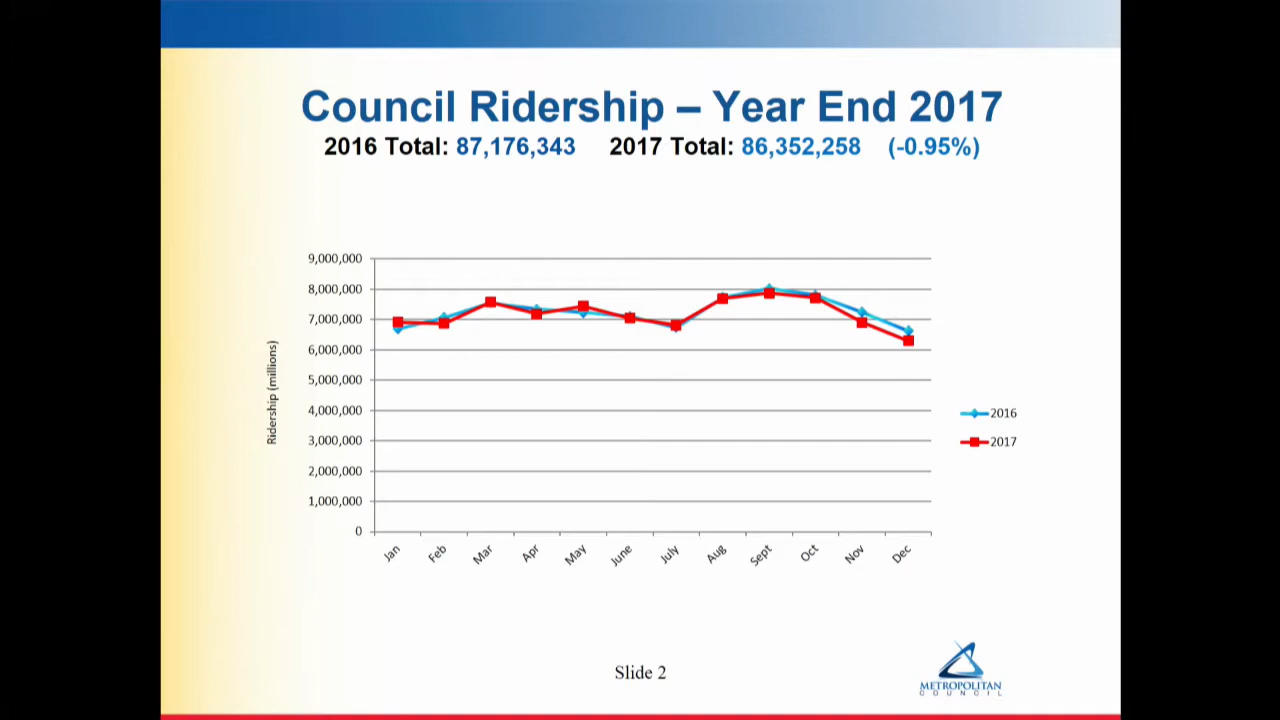 Council Ridership – Year End 2017
2016 Total: 87,176,343 2017 Total: 86,352,258 (-0.95%)
9,000,000
8,000,000
7,000,000
6,000,000
5,000,000
4,000,000
3,000,000
2,000,000
1,000,000
0
Ridership (millions)
Jan Feb Mar Apr May June July Aug Sept Oct Nov Dec
2016
2017
Slide 2
METROPOLITAN
COUNCIL